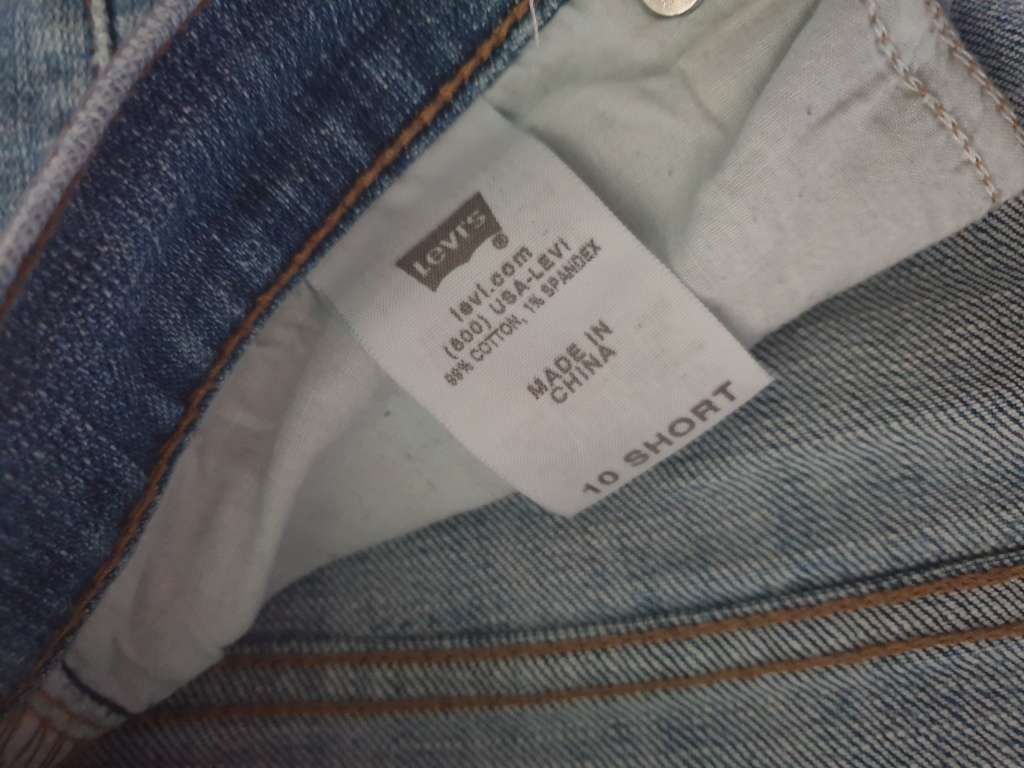 Levi's®
levi.com
(800) USA-LEVI
99% COTTON, 1% SPANDEX
MADE IN
CHINA
10 SHORT